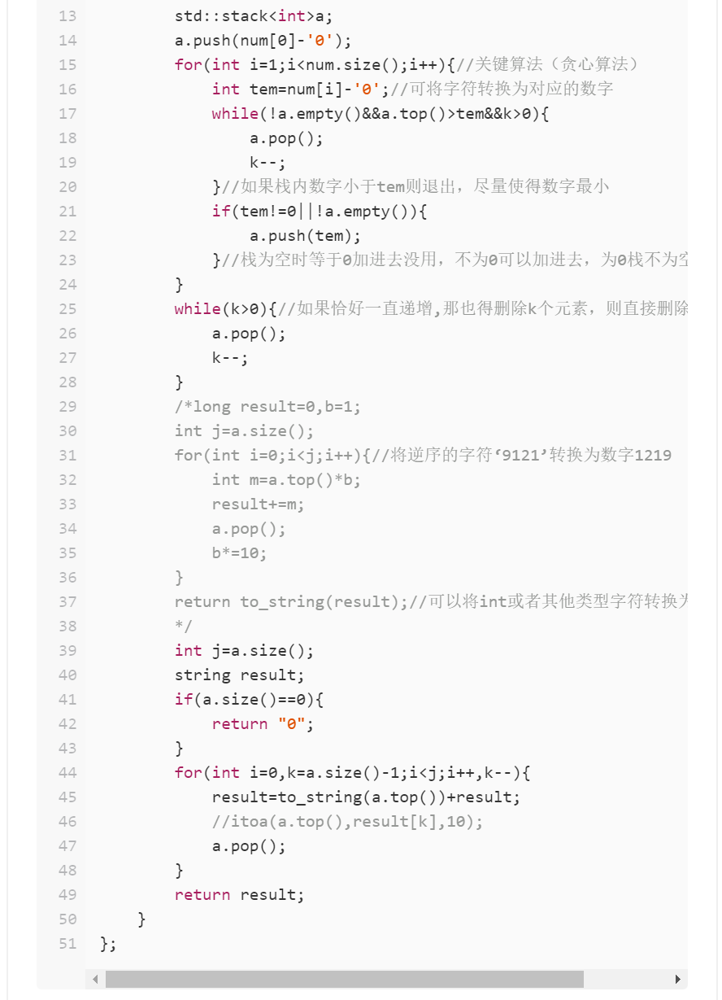 13 std::stack<int>a;
14 a.push(num[0]-'0');
15 for(int i=1;i<num.size();i++){//关键算法（贪心算法）
16 int tem=num[i]-'0';//可将字符转换为对应的数字
17 while(!a.empty()&&a.top()>tem&&k>0){
18 a.pop();
19 k--;
20 }//如果栈内数字小于tem则退出，尽量使得数字最小
21 if(tem!=0||!a.empty()){
22 a.push(tem);
23 }//栈为空时等于0加进去没用，不为0可以加进去，为0栈不为空
24 }
25 while(k>0){//如果恰好一直递增,那也得删除k个元素，则直接删除
26 a.pop();
27 k--;
28 }
29 /*long result=0,b=1;
30 int j=a.size();
31 for(int i=0;i<j;i++){//将逆序的字符‘9121’转换为数字1219
32 int m=a.top()*b;
33 result+=m;
34 a.pop();
35 b*=10;
36 }
37 return to_string(result);//可以将int或者其他类型字符转换为
38 */
39 int j=a.size();
40 string result;
41 if(a.size()==0){
42 return "0";
43 }
44 for(int i=0,k=a.size()-1;i<j;i++,k--){
45 result=to_string(a.top())+result;
46 //itoa(a.top(),result[k],10);
47 a.pop();
48 }
49 return result;
50 }
51 };